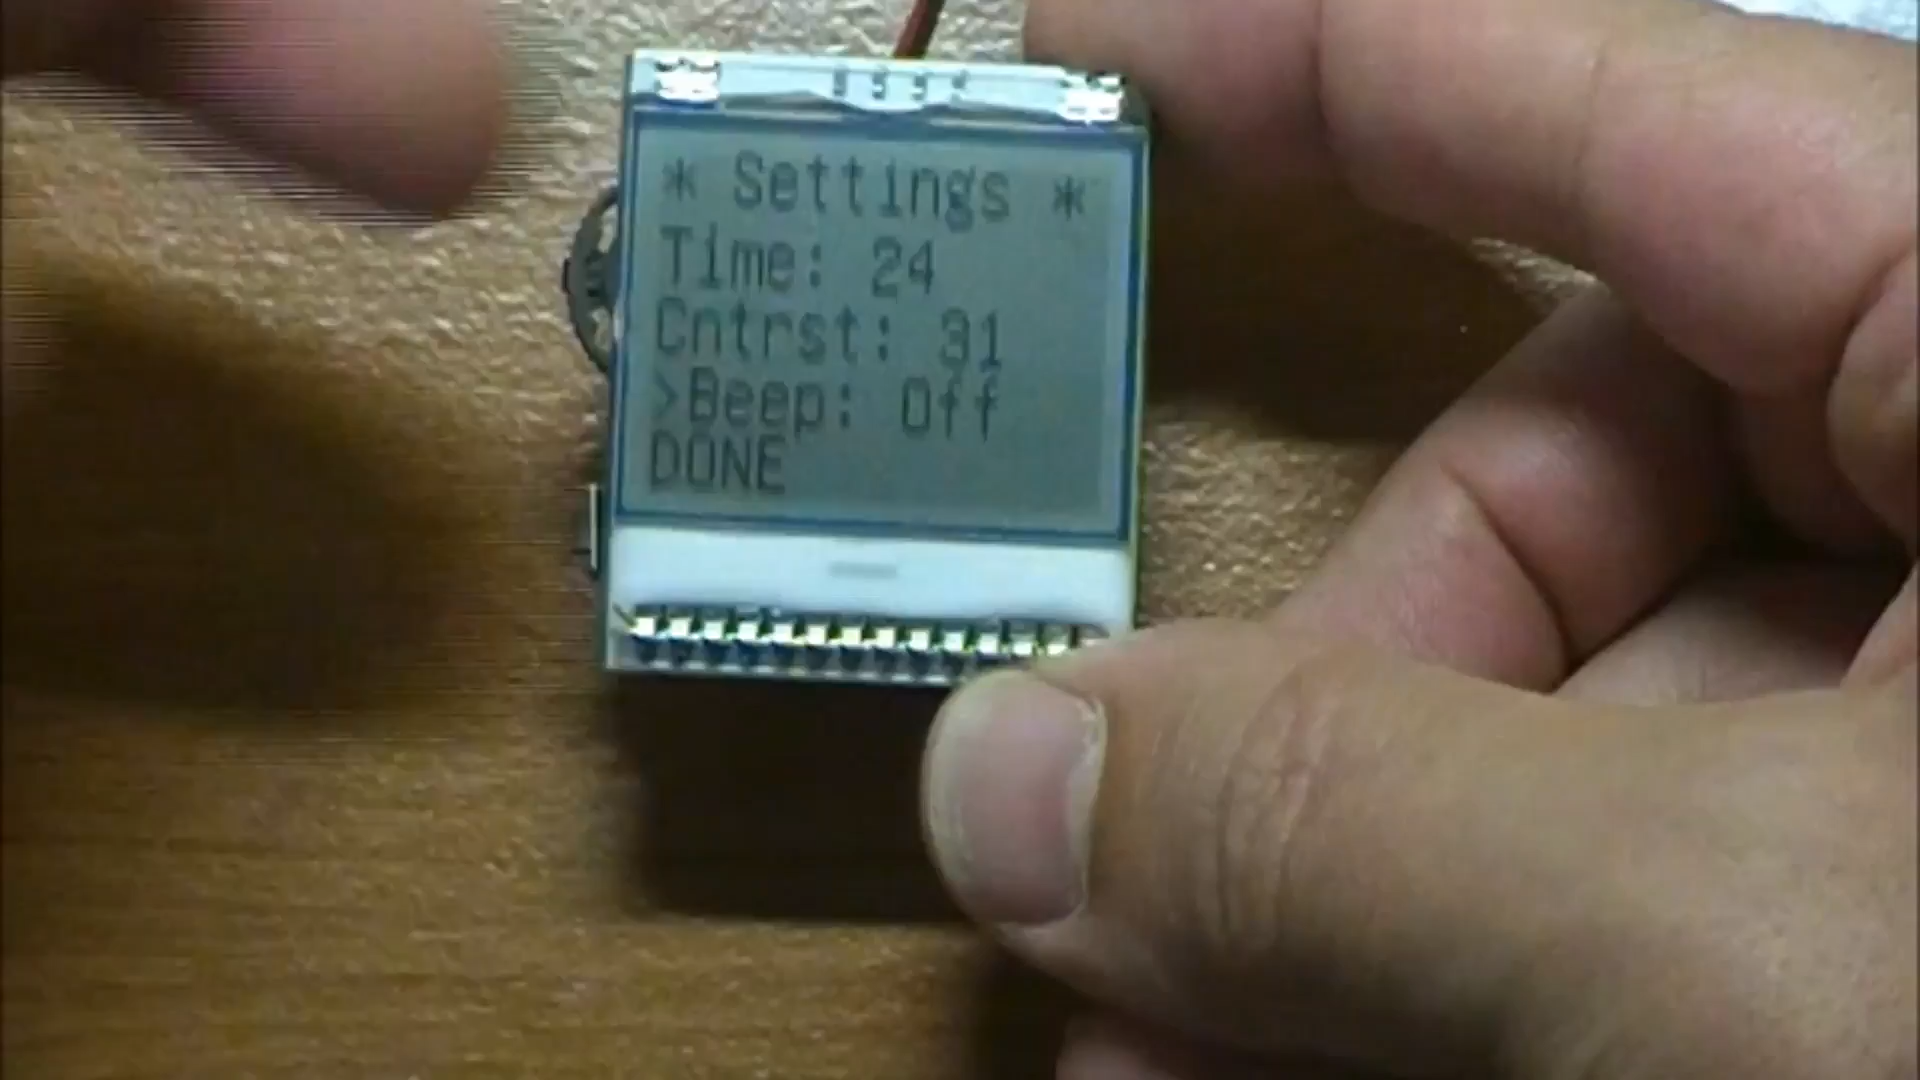 * Settings *
Time: 24
Cntrst: 31
>Beep: Off
DONE